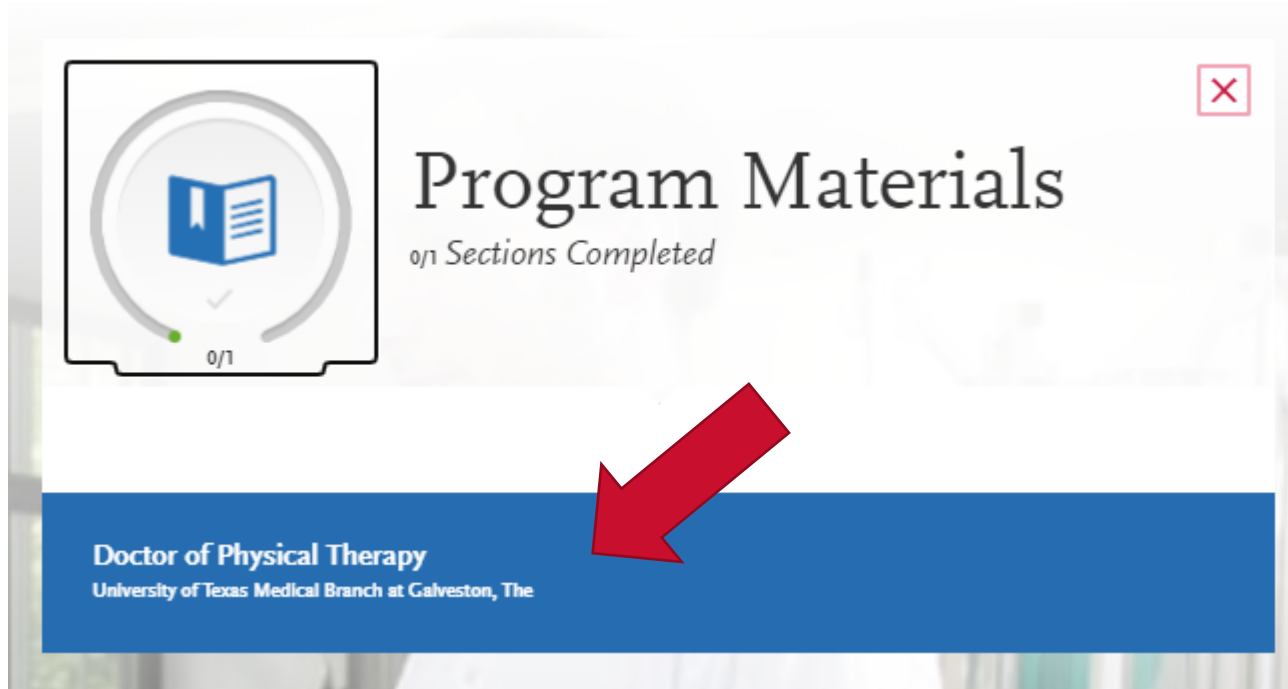 Program Materials
0/1 Sections Completed
0/1
Doctor of Physical Therapy
University of Texas Medical Branch at Galveston, The